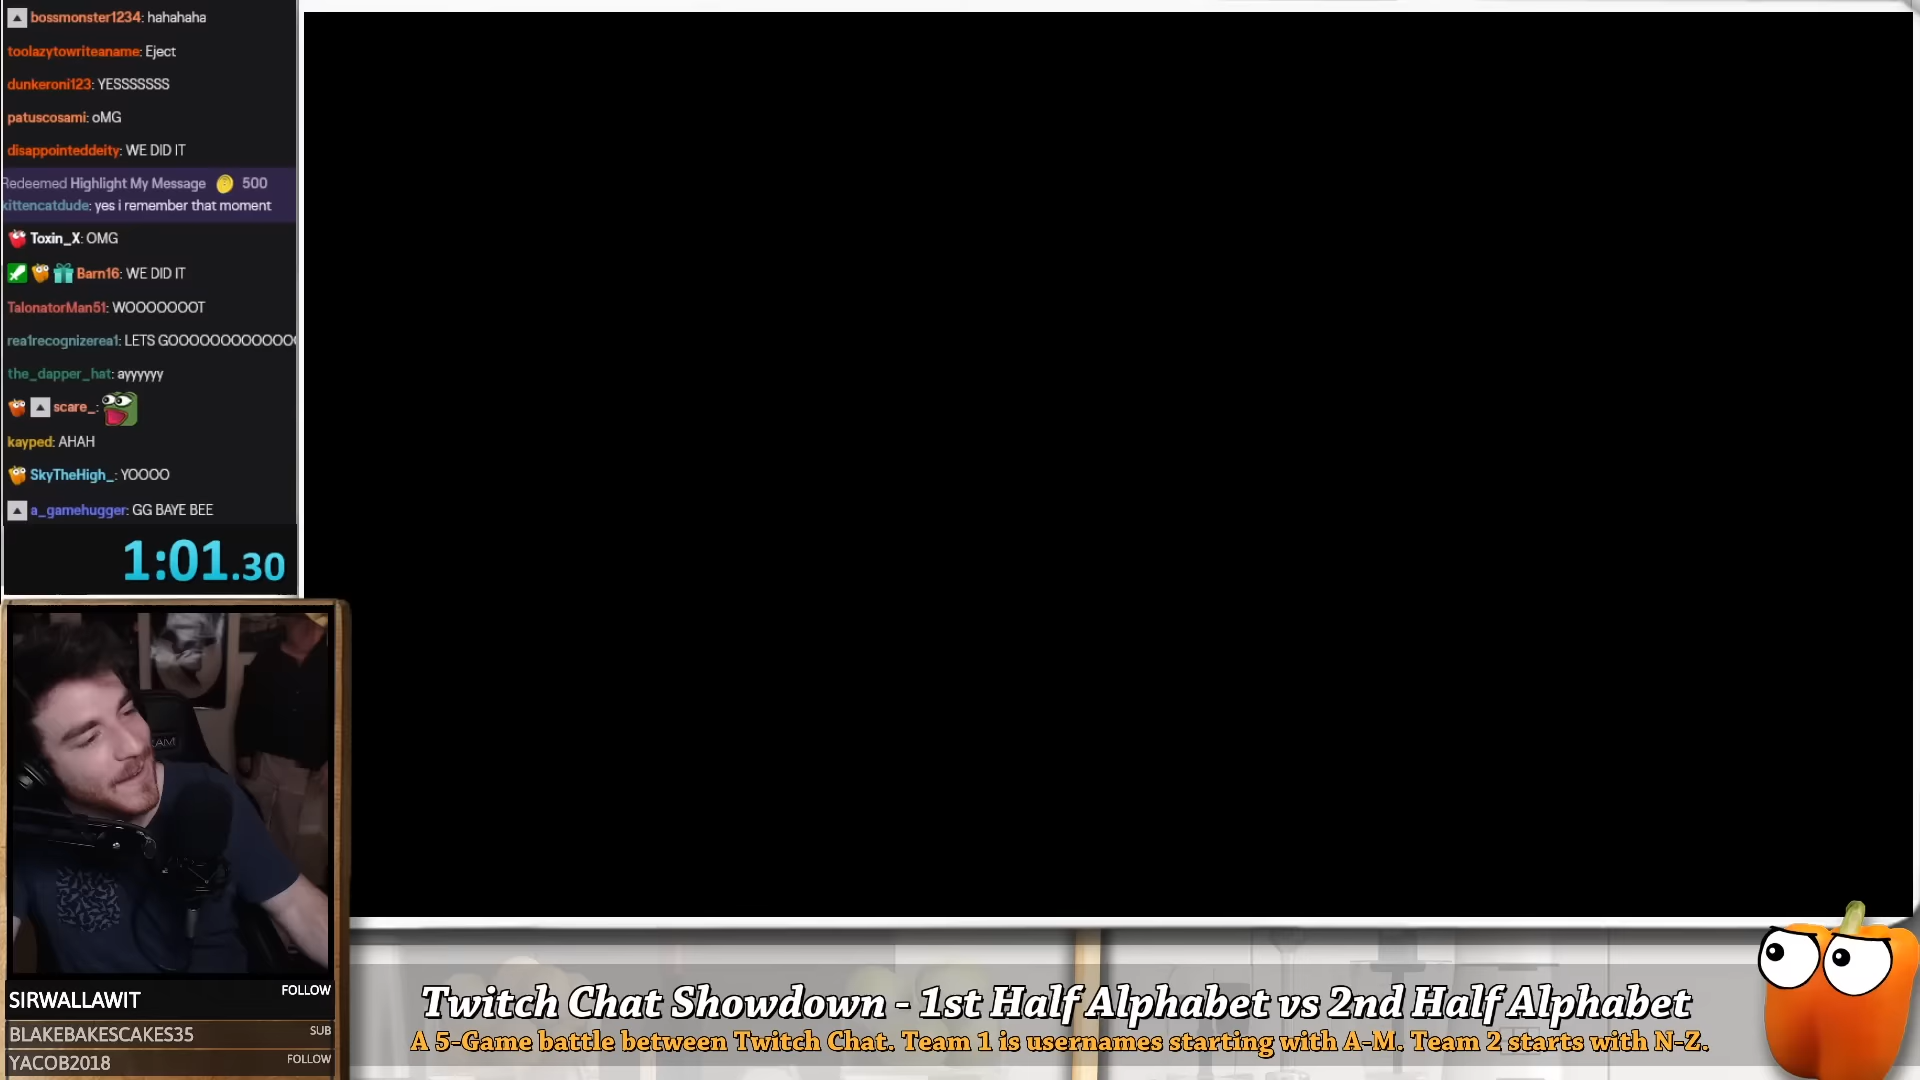 bossmonster1234: hahahaha
toolazytowriteaname: Eject
dunkeroni123: YESSSSSSS
patuscosami: oMG
disappointeddeity: WE DID IT
Redeemed Highlight My Message 500
kittencatdude: yes i remember that moment
Toxin_X: OMG
Barn16: WE DID IT
TalonatorMan51: WOOOOOOOT
rea1recognizerea1: LETS GOOOOOOOOOOOOO
the_dapper_hat: ayyyyyy
scare_:
kayped: AHAH
SkyTheHigh_: YOOOO
a_gamehugger: GG BAYE BEE
1:01.30
SIRWALLAWIT FOLLOW
BLAKEBAKESCAKES35 SUB
YACOB2018 FOLLOW
Twitch Chat Showdown - 1st Half Alphabet vs 2nd Half Alphabet
A 5-Game battle between Twitch Chat. Team 1 is usernames starting with A-M. Team 2 starts with N-Z.